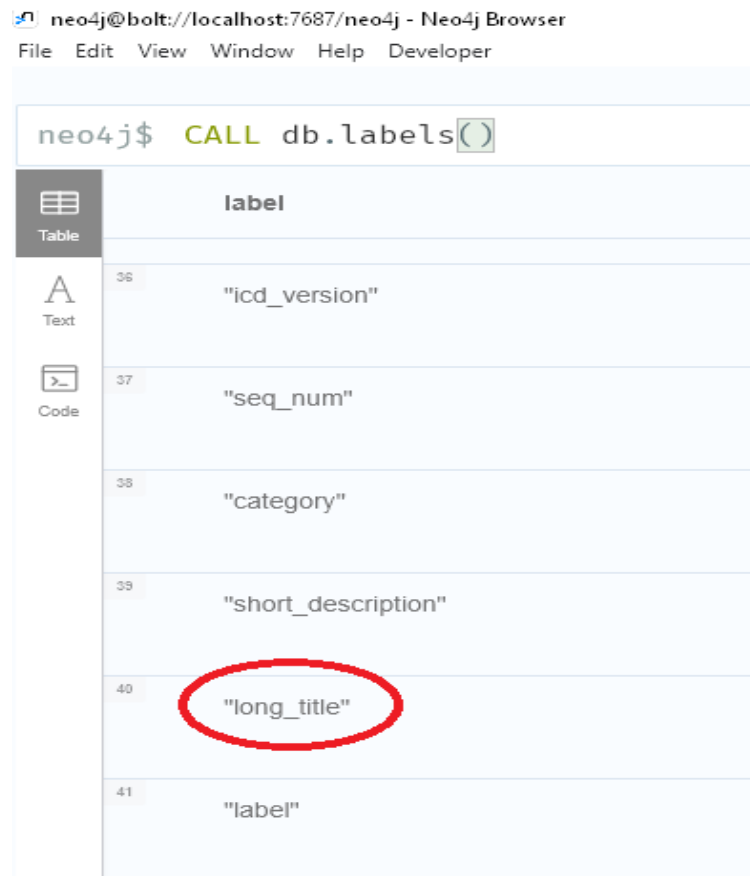 neo4j@bolt://localhost:7687/neo4j - Neo4j Browser
File Edit View Window Help Developer
neo4j$ CALL db.labels()
Table
label
36
"icd_version"
Text
37
"seq_num"
Code
38
"category"
39
"short_description"
40
"long_title"
41
"label"